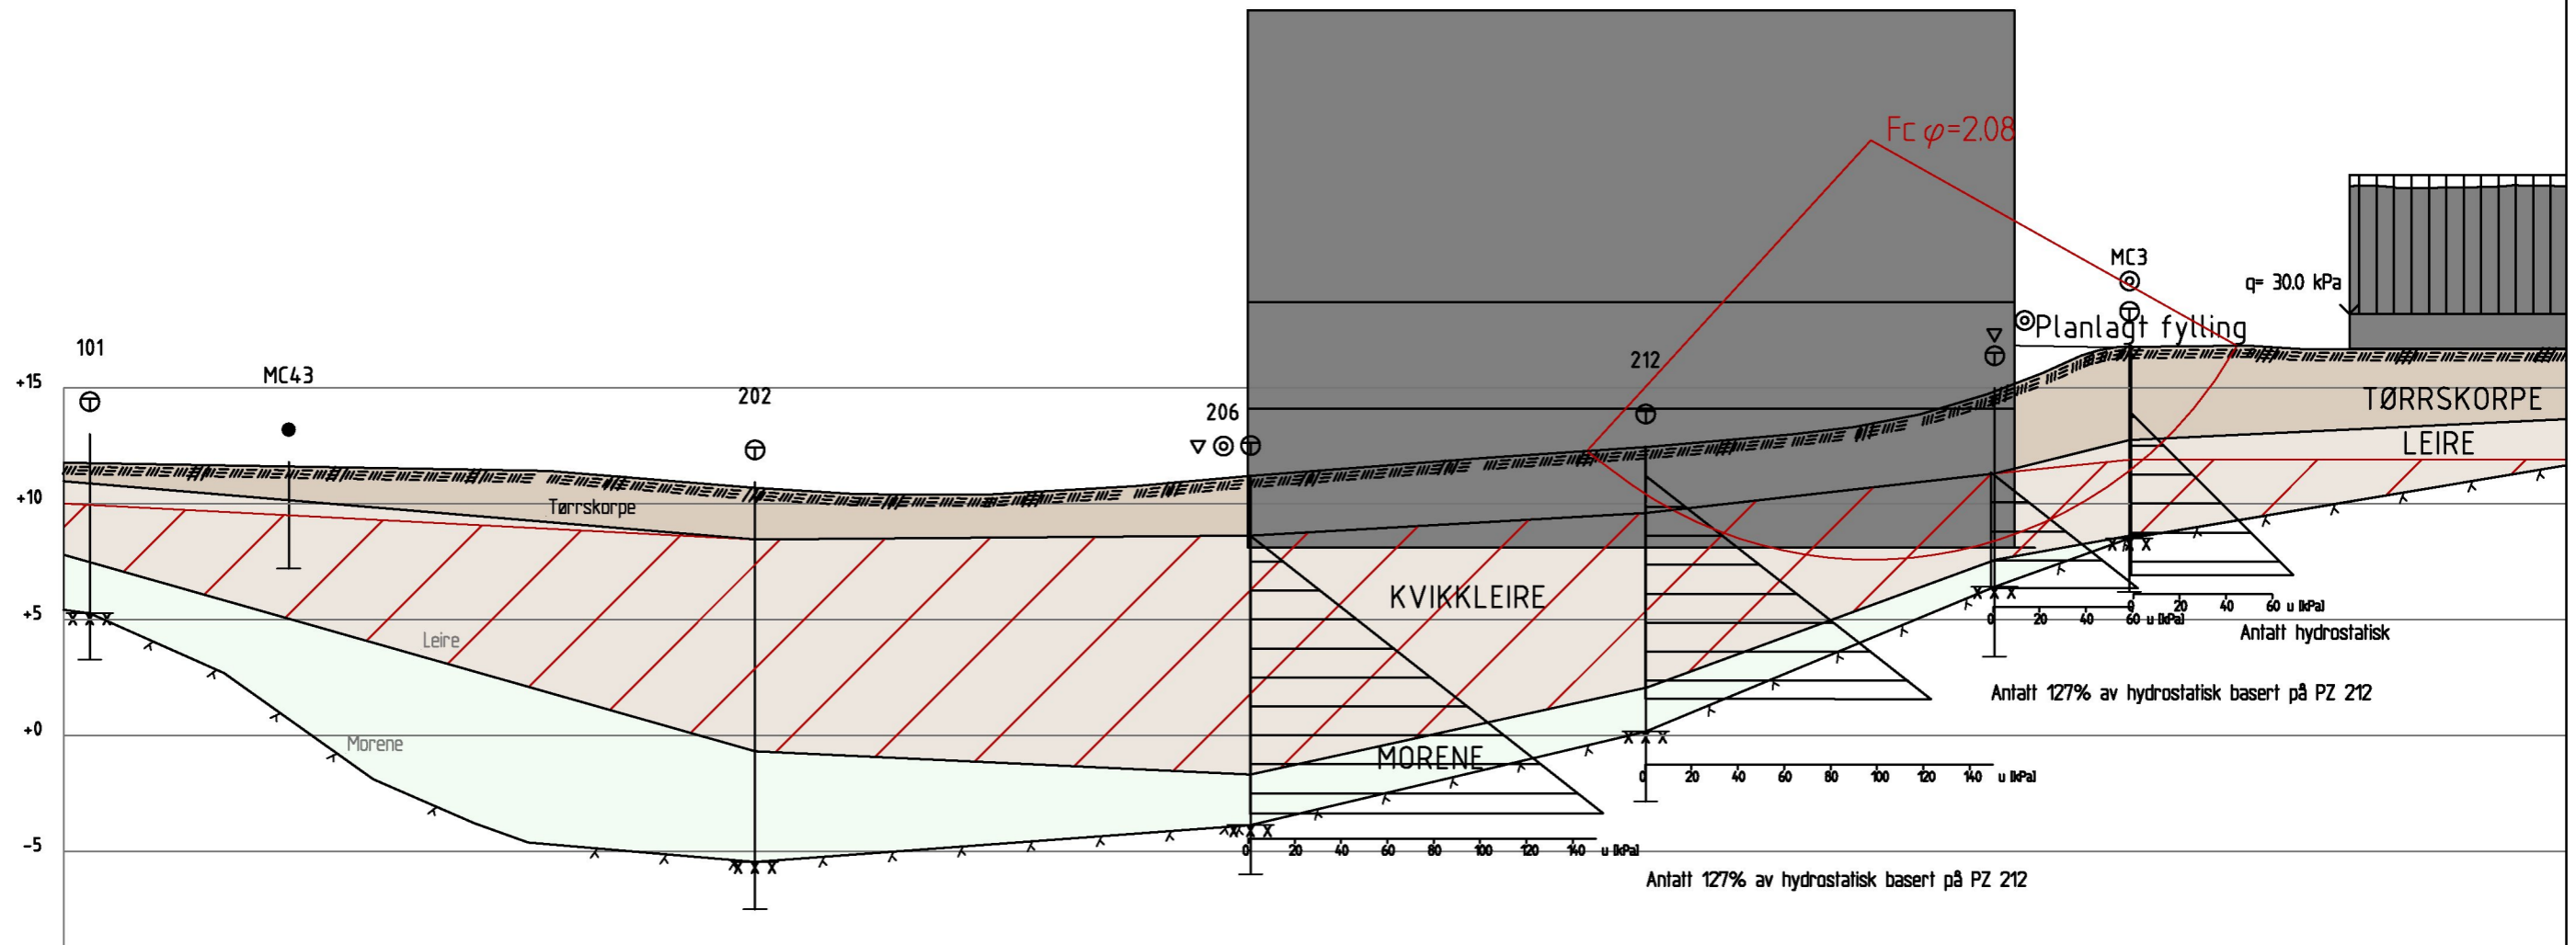 Fc φ=2.08
MC3
q= 30.0 kPa
Planlagt fylling
101
212
MC43
+15
202
TØRRSKORPE
206
LEIRE
+10
Tørrskorpe
KVIKKLEIRE
0 20 40 60 u [kPa]
+5
0 20 40 60 u [kPa]
Antatt hydrostatisk
Leire
Antatt 127% av hydrostatisk basert på PZ 212
+0
Morene
MORENE
0 20 40 60 80 100 120 140 u [kPa]
-5
0 20 40 60 80 100 120 140 u [kPa]
Antatt 127% av hydrostatisk basert på PZ 212